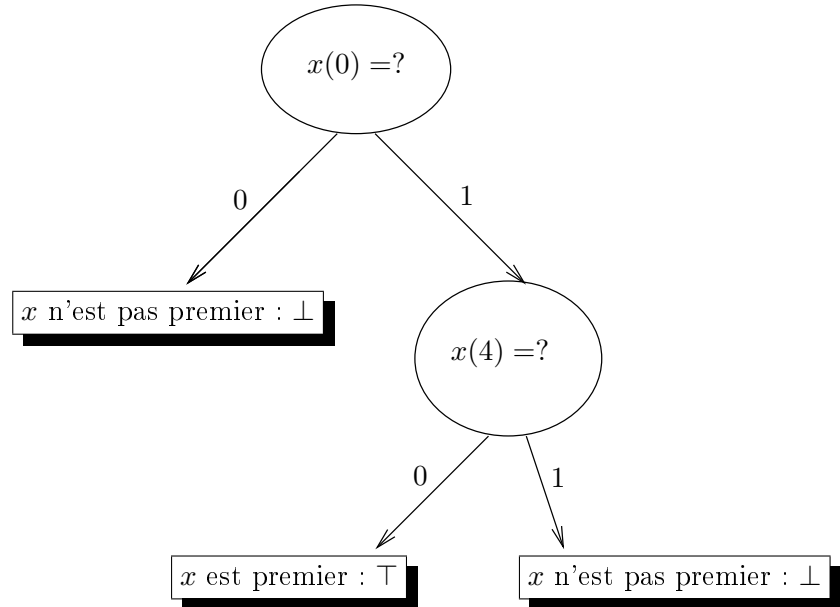 x(0) =?
0
1
x n'est pas premier : ⊥
x(4) =?
0
1
x est premier : ⊤
x n'est pas premier : ⊥